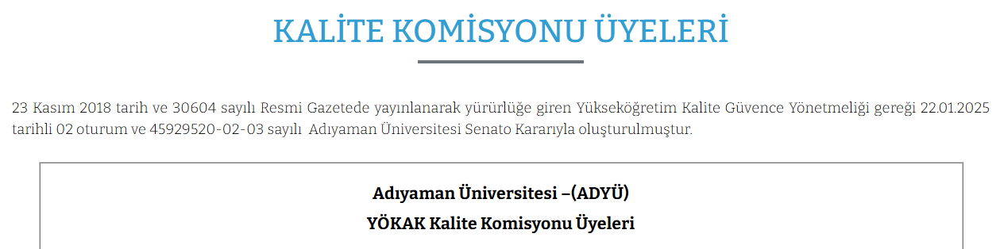 KALİTE KOMİSYONU ÜYELERİ
23 Kasım 2018 tarih ve 30604 sayılı Resmi Gazetede yayınlanarak yürürlüğe giren Yükseköğretim Kalite Güvence Yönetmeliği gereği 22.01.2025
tarihli 02 oturum ve 45929520-02-03 sayılı Adıyaman Üniversitesi Senato Kararıyla oluşturulmuştur.
Adıyaman Üniversitesi –(ADYÜ)
YÖKAK Kalite Komisyonu Üyeleri